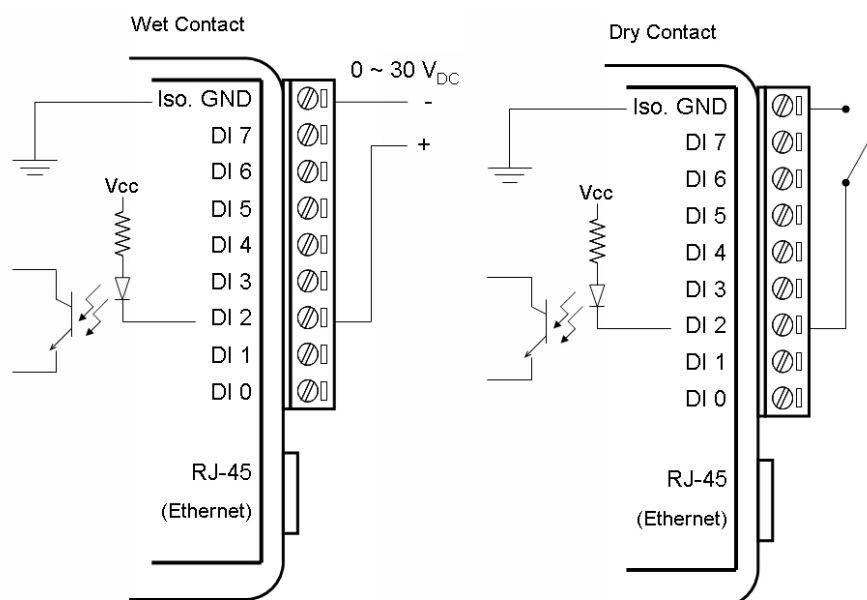 Wet Contact
0 ~ 30 VDC
Iso. GND
-
DI 7
+
DI 6
Vcc
DI 5
DI 4
DI 3
DI 2
DI 1
DI 0
RJ-45
(Ethernet)
Dry Contact
Iso. GND
DI 7
DI 6
Vcc
DI 5
DI 4
DI 3
DI 2
DI 1
DI 0
RJ-45
(Ethernet)